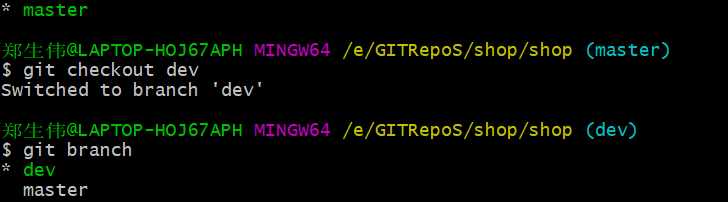 * master
郑生伟@LAPTOP-HOJ67APH MINGW64 /e/GITRepoS/shop/shop (master)
$ git checkout dev
Switched to branch 'dev'
郑生伟@LAPTOP-HOJ67APH MINGW64 /e/GITRepoS/shop/shop (dev)
$ git branch
* dev
  master